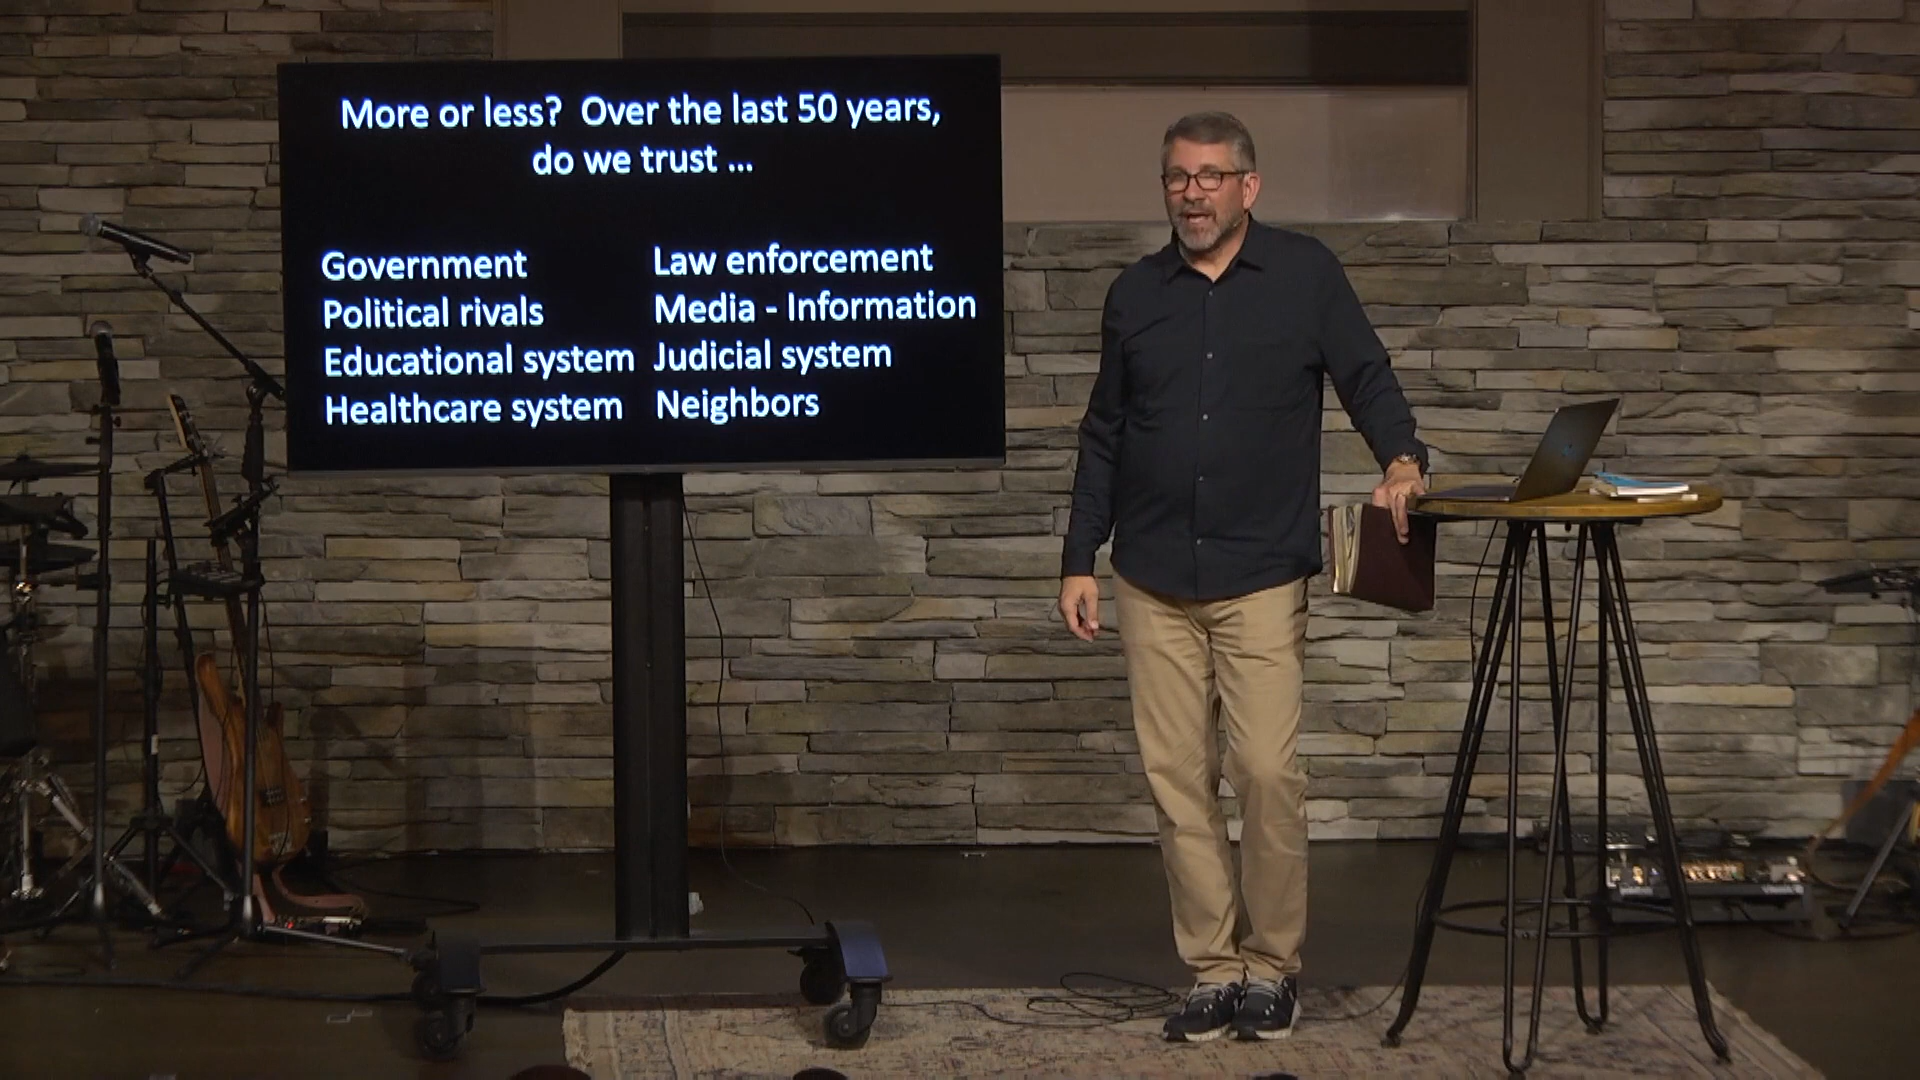 More or less?  Over the last 50 years,
do we trust ...
Government
Political rivals
Educational system
Healthcare system
Law enforcement
Media - Information
Judicial system
Neighbors